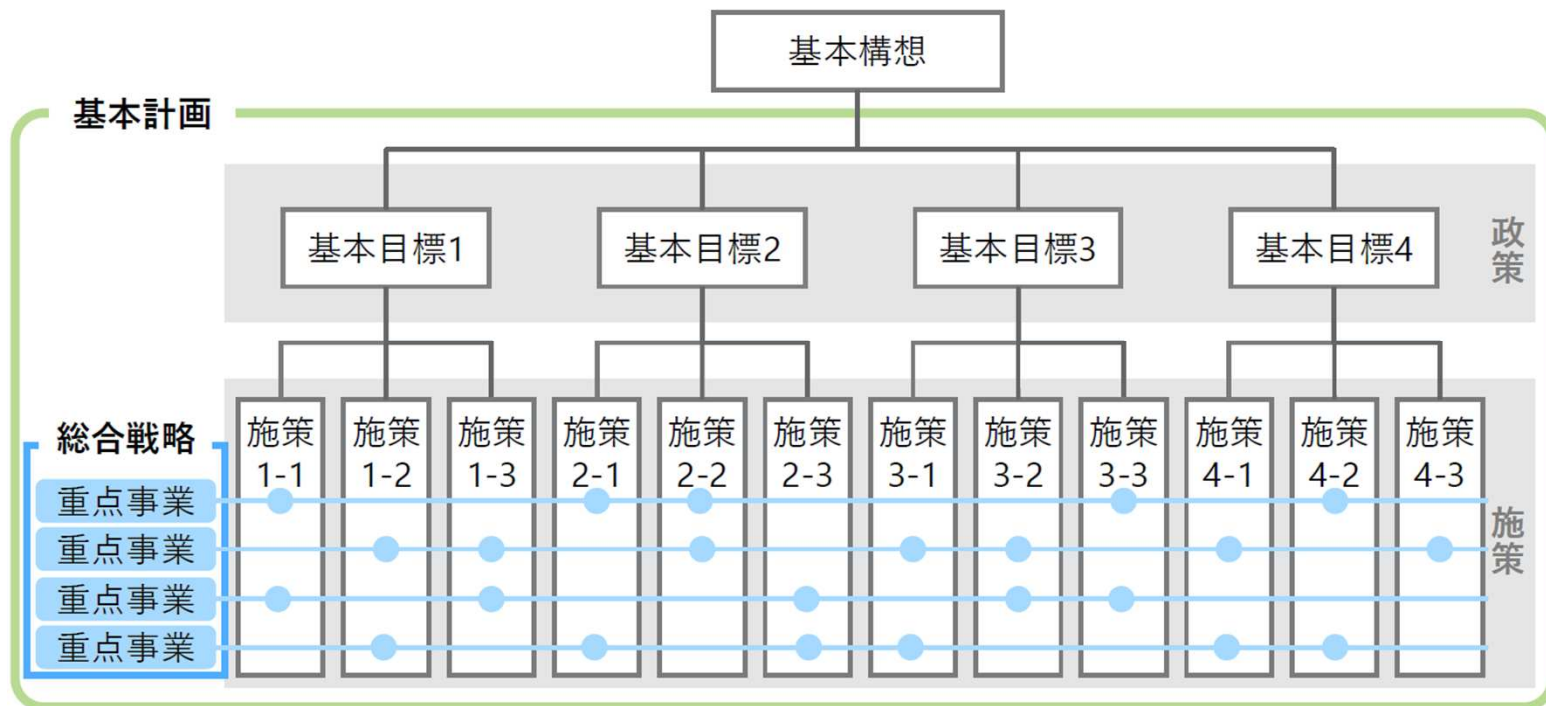 基本構想
基本計画
基本目標1
基本目標2
基本目標3
基本目標4
政策
総合戦略
施策
1-1
施策
1-2
施策
1-3
施策
2-1
施策
2-2
施策
2-3
施策
3-1
施策
3-2
施策
3-3
施策
4-1
施策
4-2
施策
4-3
重点事業
重点事業
重点事業
重点事業
施策